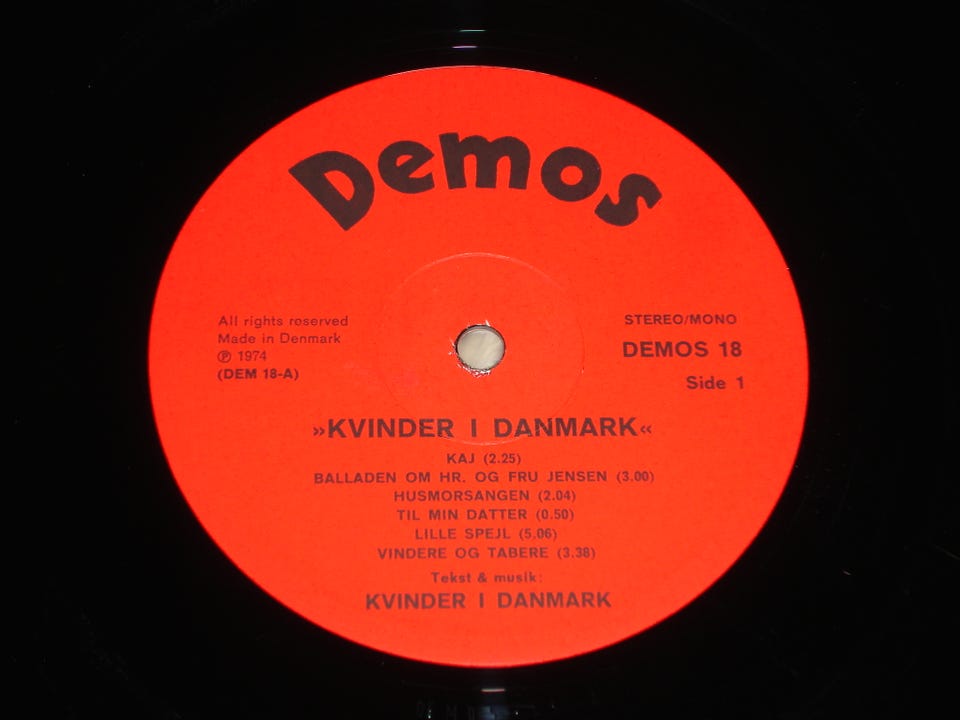 Demos
All rights reserved
Made in Denmark
℗ 1974
(DEM 18-A)
STEREO/MONO
DEMOS 18
Side 1
»KVINDER I DANMARK«
KAJ (2.25)
BALLADEN OM HR. OG FRU JENSEN (3.00)
HUSMORSANGEN (2.04)
TIL MIN DATTER (0.50)
LILLE SPEJL (5.06)
VINDERE OG TABERE (3.38)
Tekst & musik:
KVINDER I DANMARK